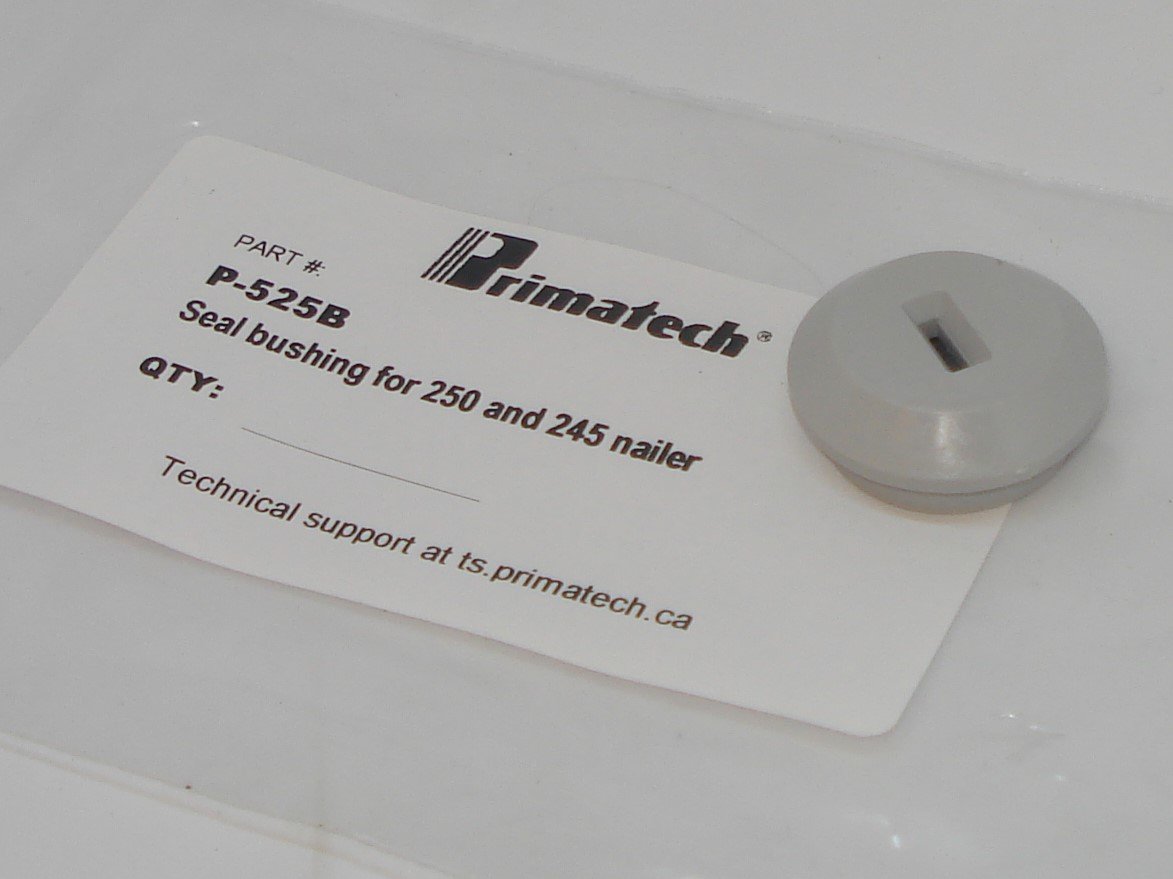 Primatech®
PART #:
P-525B
Seal bushing for 250 and 245 nailer
QTY:
Technical support at ts.primatech.ca